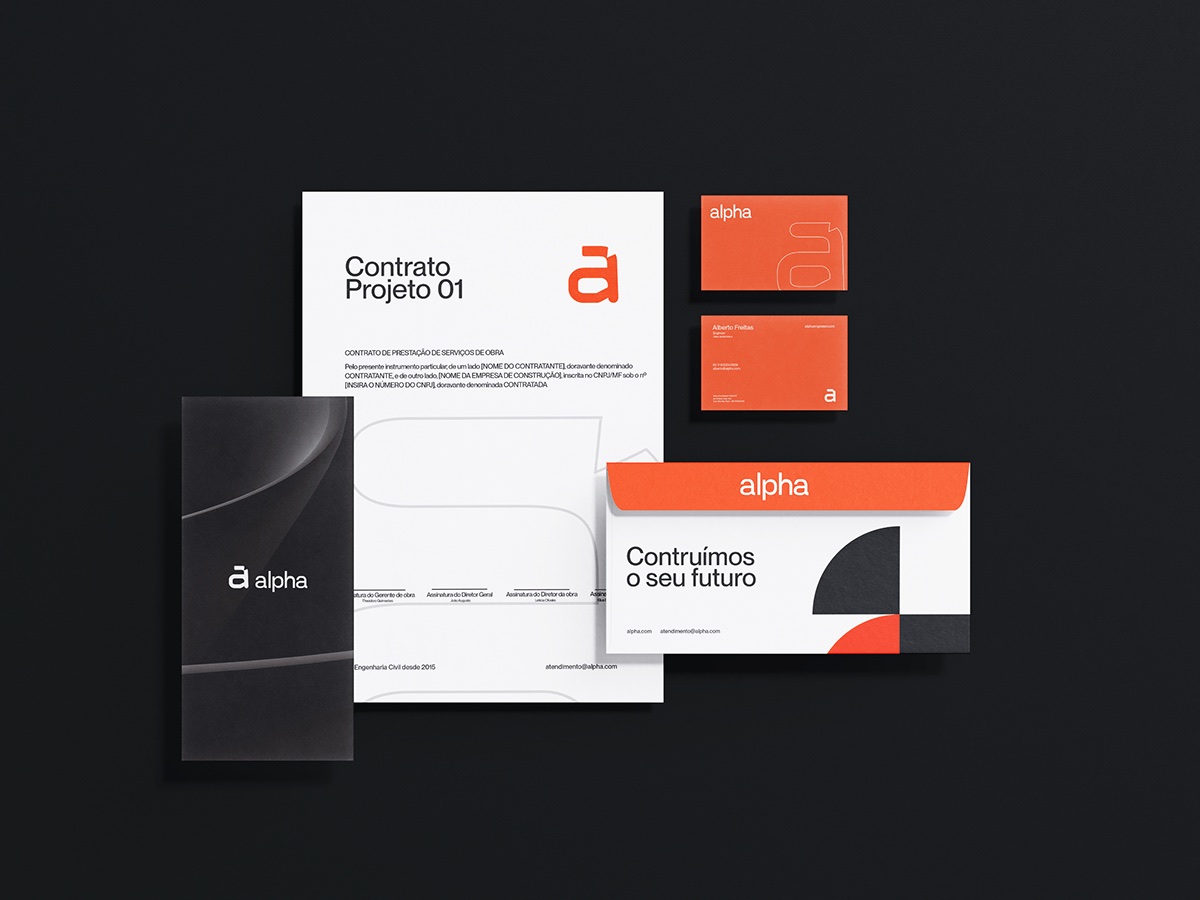 Contrato
Projeto 01
a
CONTRATO DE PRESTAÇÃO DE SERVIÇOS DE OBRA
Pelo presente instrumento particular, de um lado [NOME DO CONTRATANTE], doravante denominado
CONTRATANTE, e de outro lado, [NOME DA EMPRESA DE CONSTRUÇÃO], inscrita no CNPJ/MF sob o nº
[INSIRA O NÚMERO DO CNPJ], doravante denominada CONTRATADA
atura do Gerente de obra
Assinatura do Diretor Geral
João Augusto
Assinatura do Diretor da obra
Engenharia Civil desde 2015
atendimento@alpha.com
a alpha
alpha
Alberto Freitas
a
alpha
Contruímos
o seu futuro
alpha.com
atendimento@alpha.com